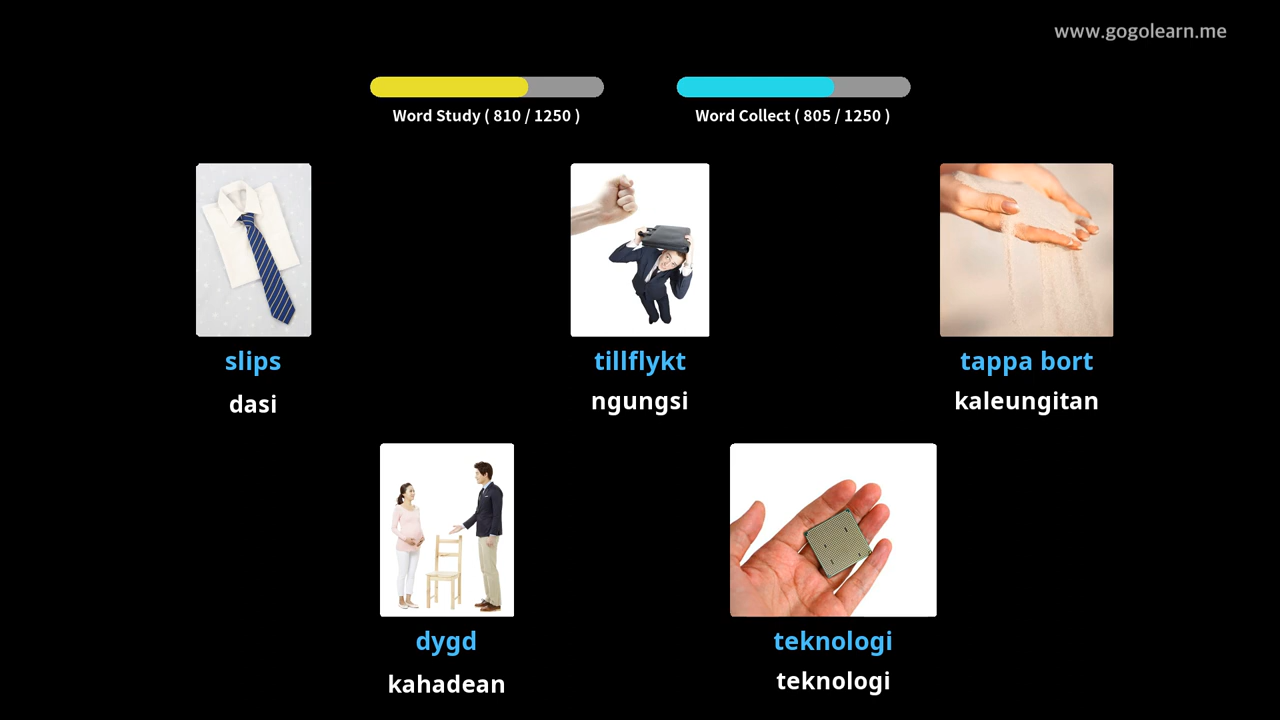 www.gogolearn.me
Word Study ( 810 / 1250 )
Word Collect ( 805 / 1250 )
slips
dasi
tillflykt
ngungsi
tappa bort
kaleungitan
dygd
kahadean
teknologi
teknologi